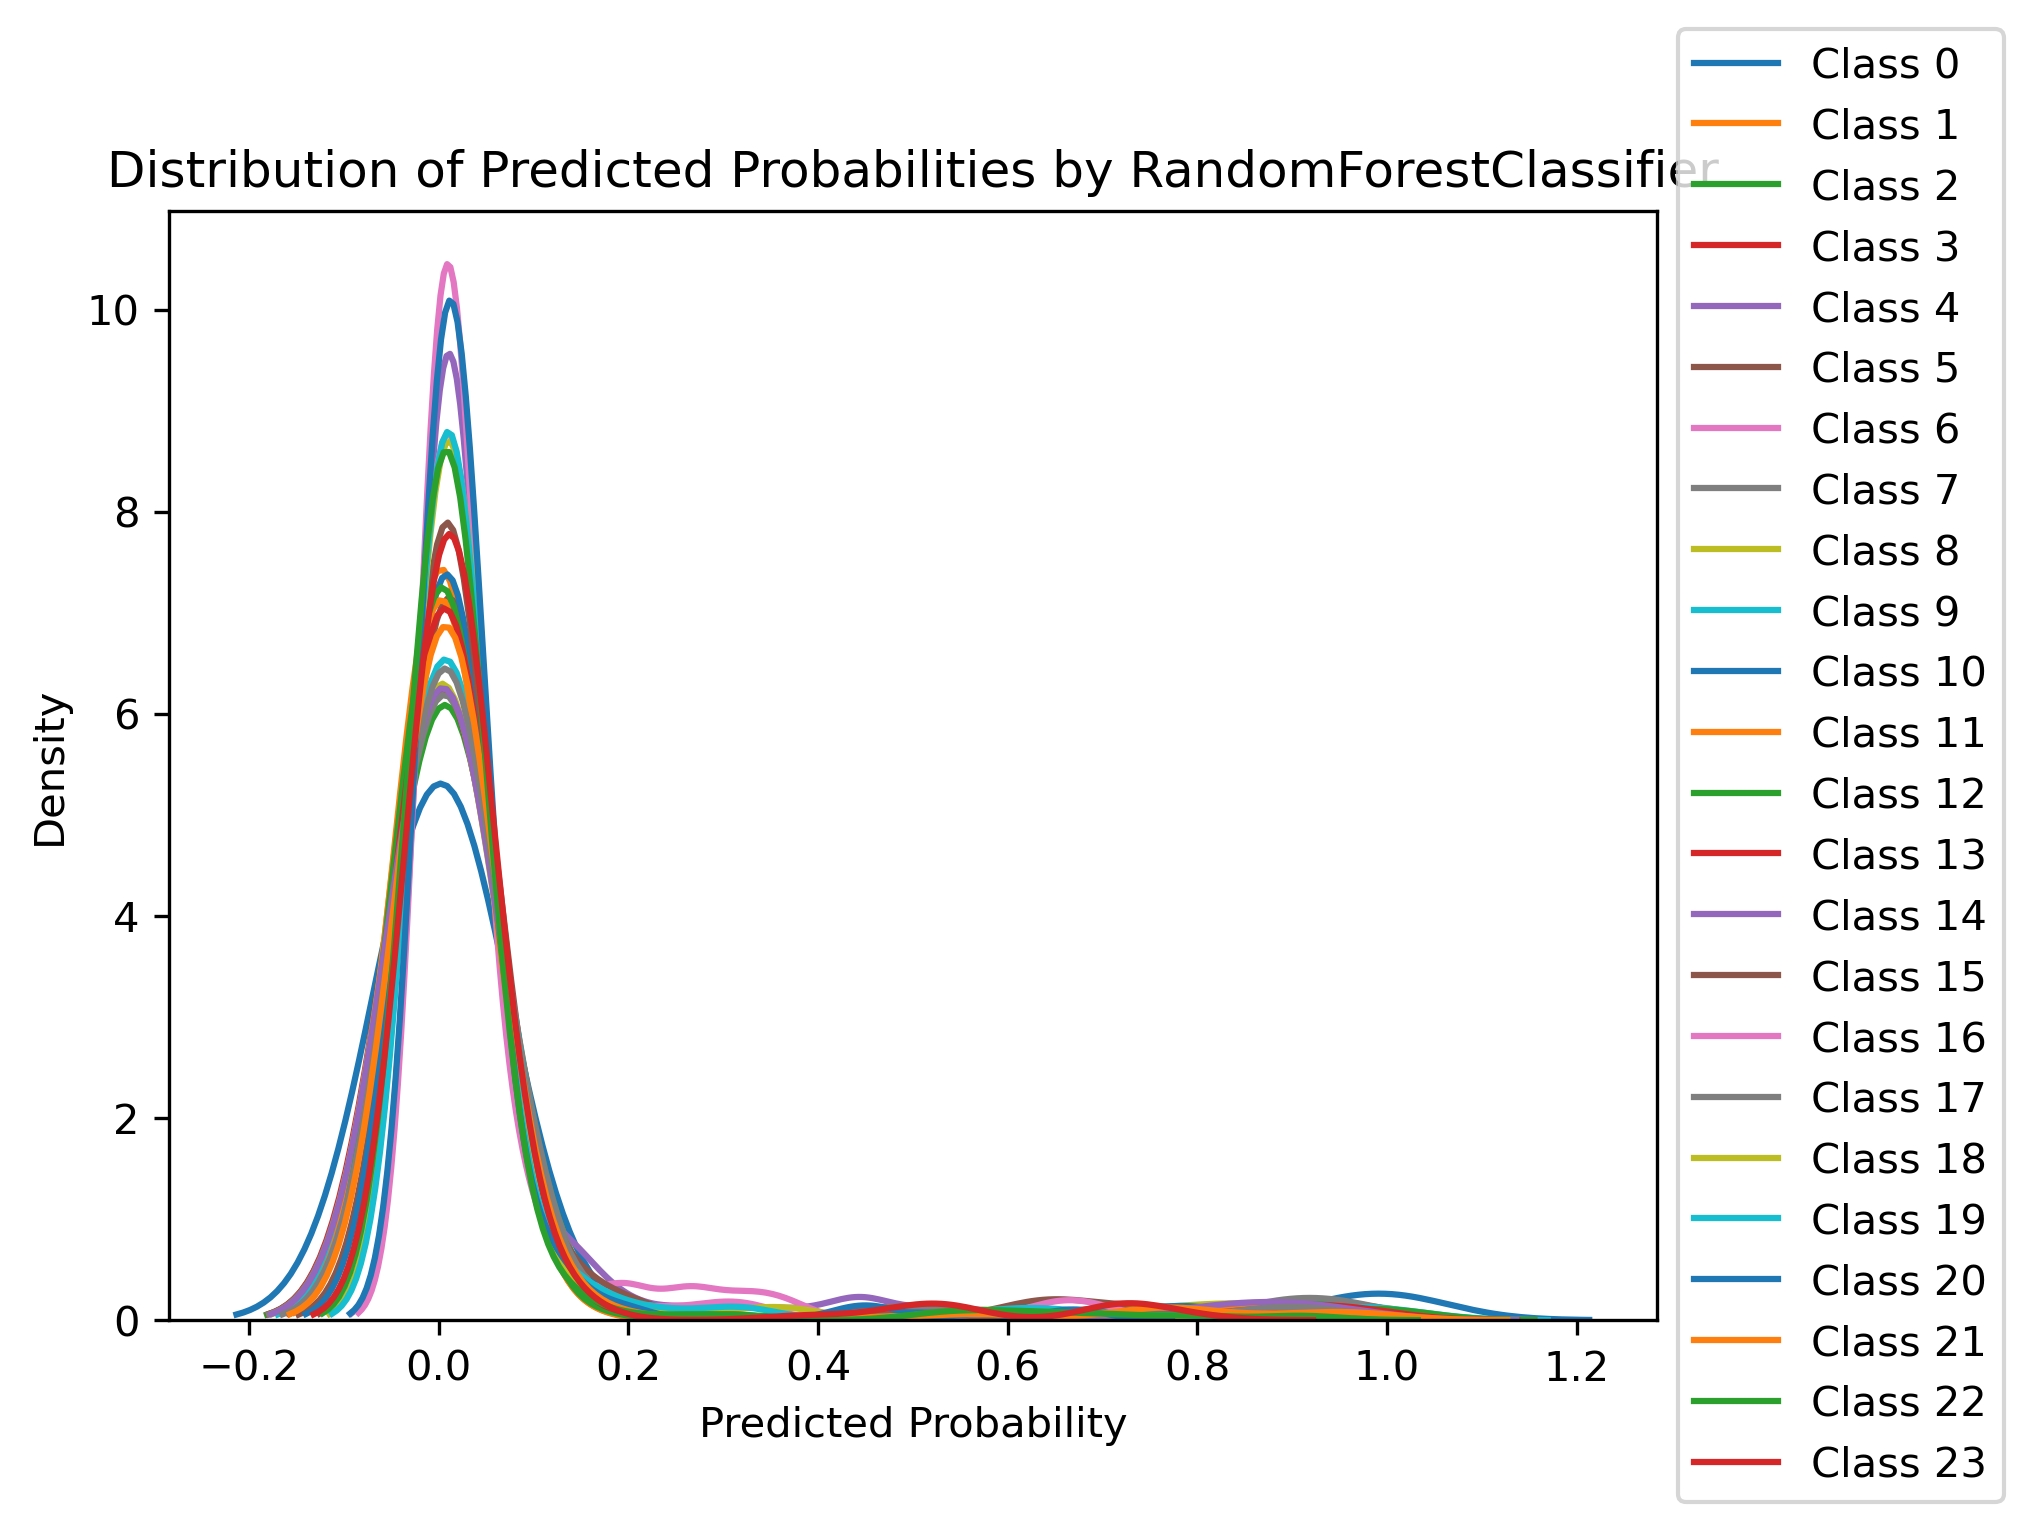 Distribution of Predicted Probabilities by RandomForestClassifier
10
8
6
4
2
0
Density
−0.2 0.0 0.2 0.4 0.6 0.8 1.0 1.2
Predicted Probability
Class 0
Class 1
Class 2
Class 3
Class 4
Class 5
Class 6
Class 7
Class 8
Class 9
Class 10
Class 11
Class 12
Class 13
Class 14
Class 15
Class 16
Class 17
Class 18
Class 19
Class 20
Class 21
Class 22
Class 23